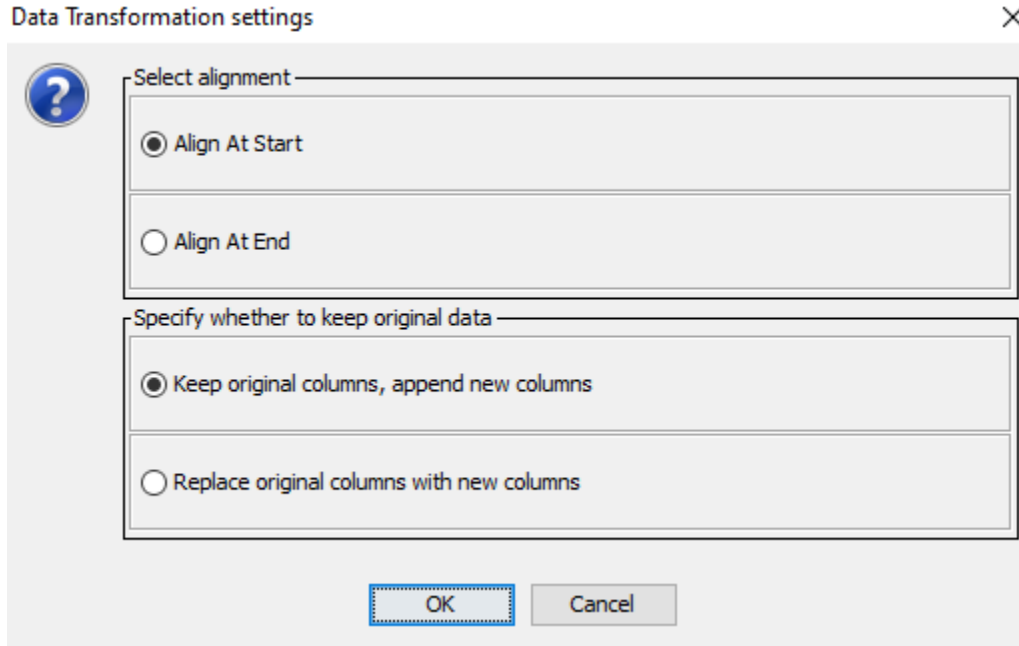 Data Transformation settings
Select alignment
Align At Start
Align At End
Specify whether to keep original data
Keep original columns, append new columns
Replace original columns with new columns
OK
Cancel